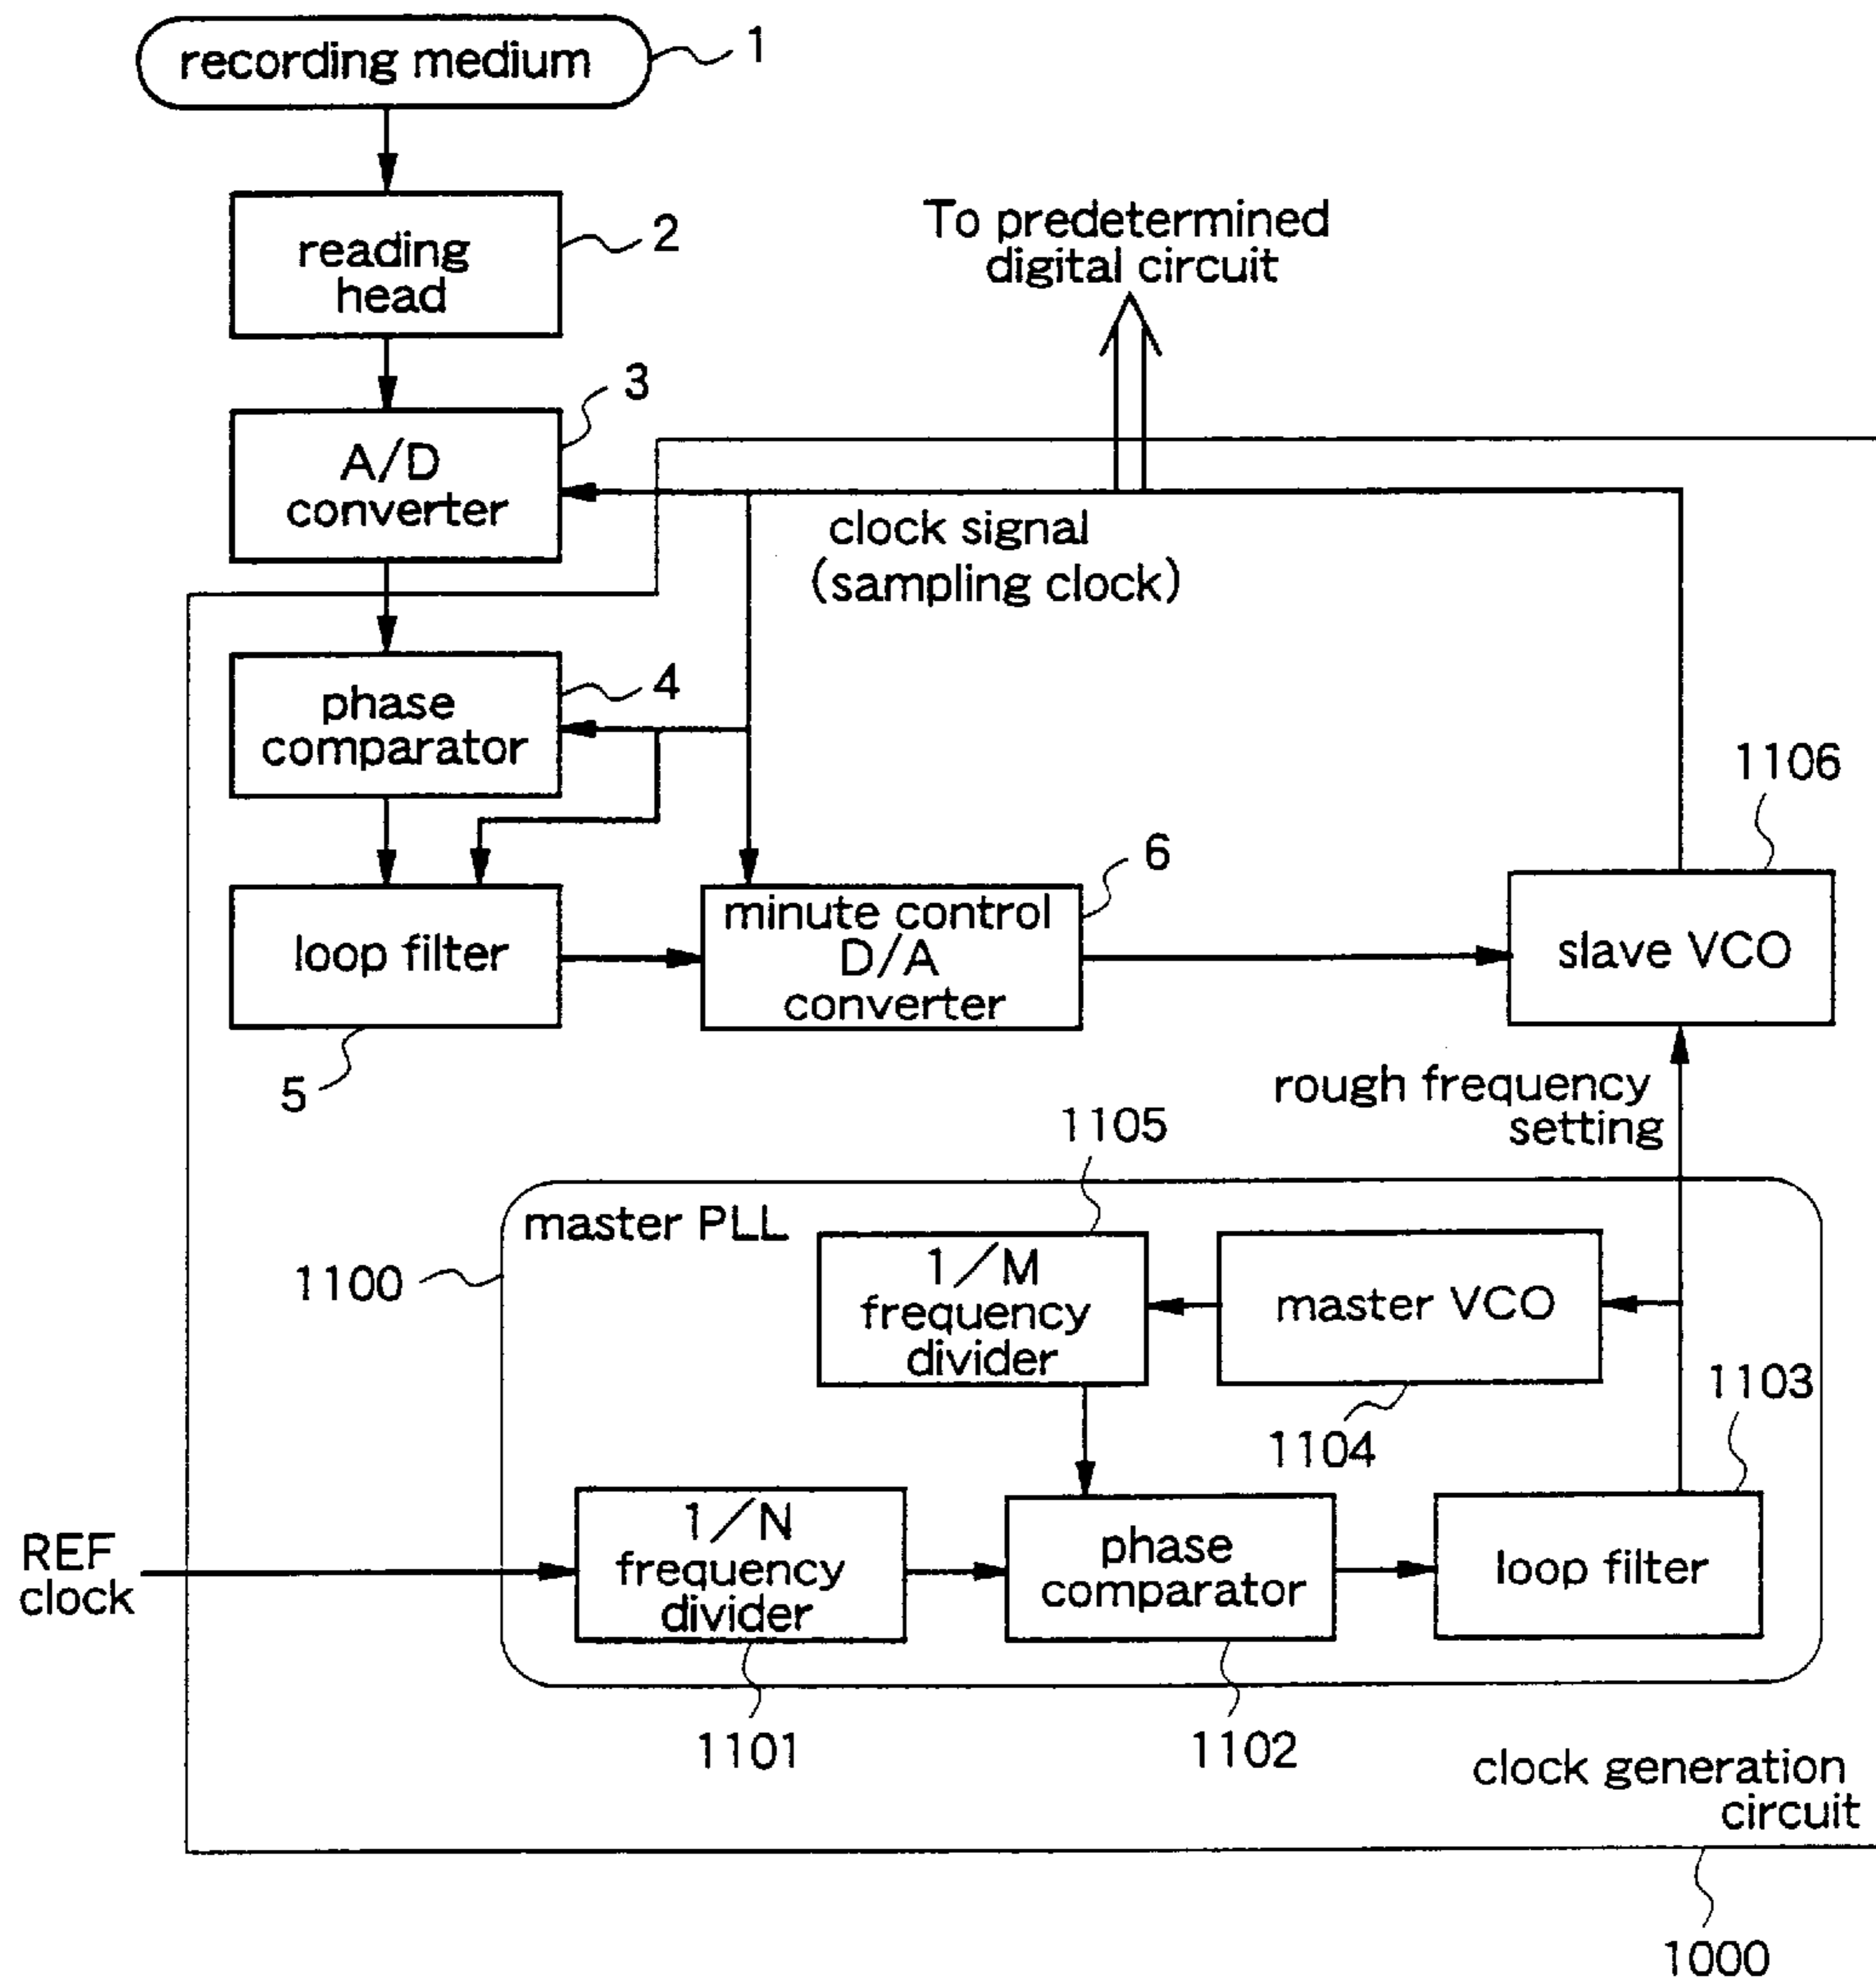 recording medium
1
reading
head
2
To predetermined
digital circuit
A/D
converter
3
clock signal
(sampling clock)
phase
comparator
4
1106
loop filter
5
minute control
D/A
converter
6
slave VCO
rough frequency
setting
1105
master PLL
1100
1/M
frequency
divider
master VCO
1104
1103
REF
clock
1/N
frequency
divider
phase
comparator
loop filter
1101
1102
clock generation
circuit
1000